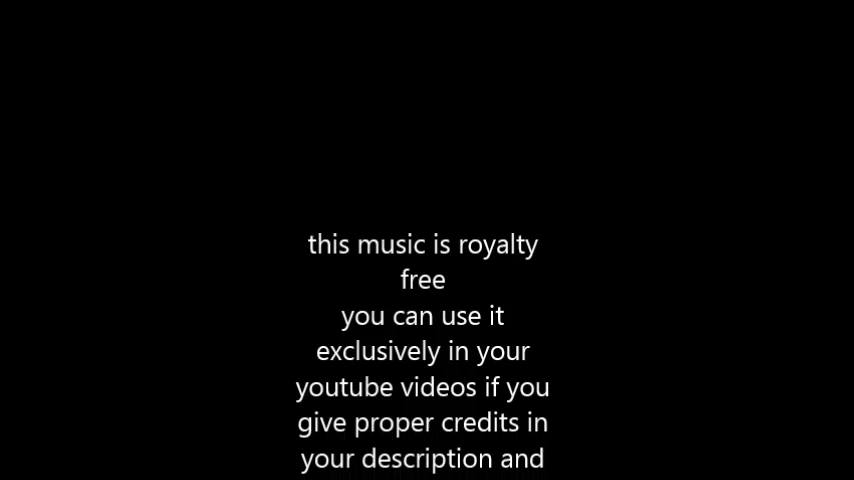 this music is royalty
free
you can use it
exclusively in your
youtube videos if you
give proper credits in
your description and